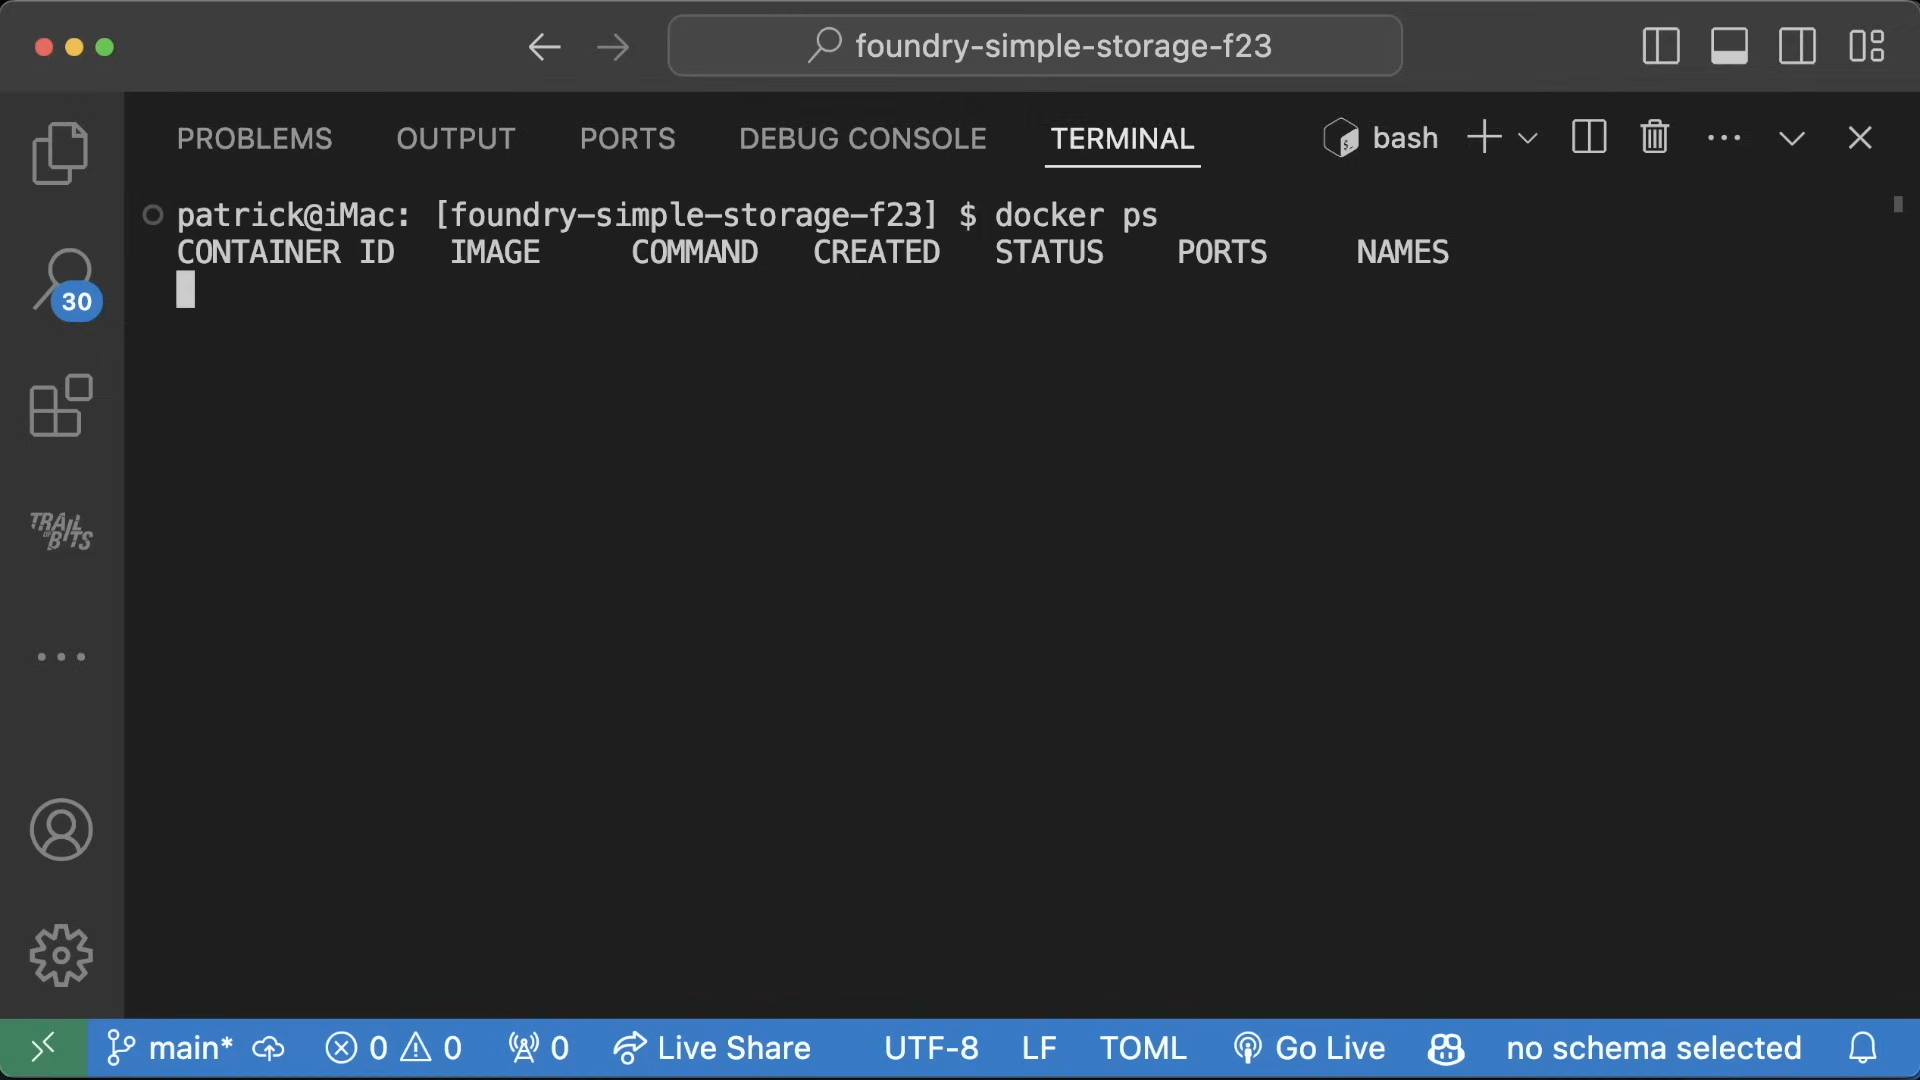 foundry-simple-storage-f23
PROBLEMS OUTPUT PORTS DEBUG CONSOLE TERMINAL bash
patrick@iMac: [foundry-simple-storage-f23] $ docker ps
CONTAINER ID IMAGE COMMAND CREATED STATUS PORTS NAMES
30
TRAIL
OF
BITS
main* 0 0 0 Live Share UTF-8 LF TOML Go Live no schema selected